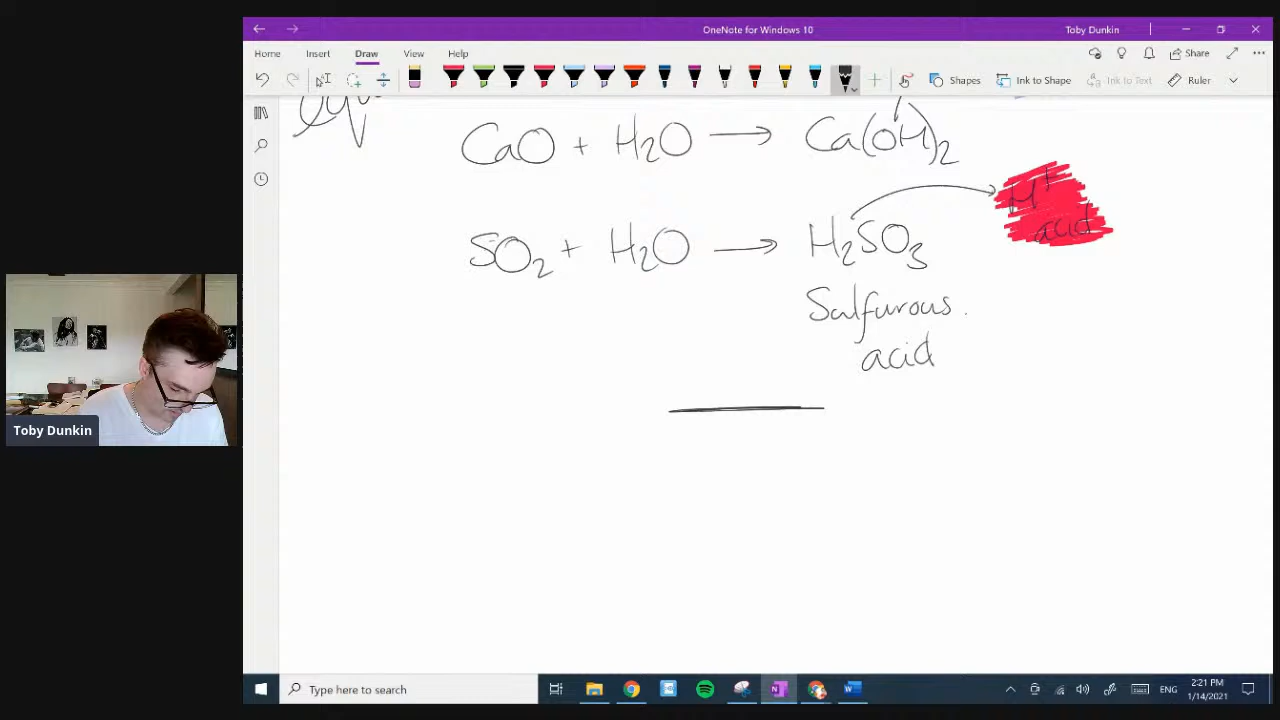 OneNote for Windows 10
Toby Dunkin
Home Insert Draw View Help
Share
Shapes Ink to Shape Ink to Text Ruler
CaO + H2O → Ca(OH)2
H+
acid
SO2 + H2O → H2SO3
Sulfurous
acid
Toby Dunkin
Type here to search
ENG
2:21 PM
1/14/2021